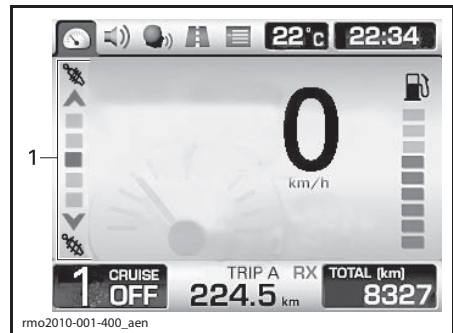 22°C 22:34
1
0
km/h
1 CRUISE OFF
TRIP A RX
224.5 km
TOTAL (km)
8327
rmo2010-001-400_aen